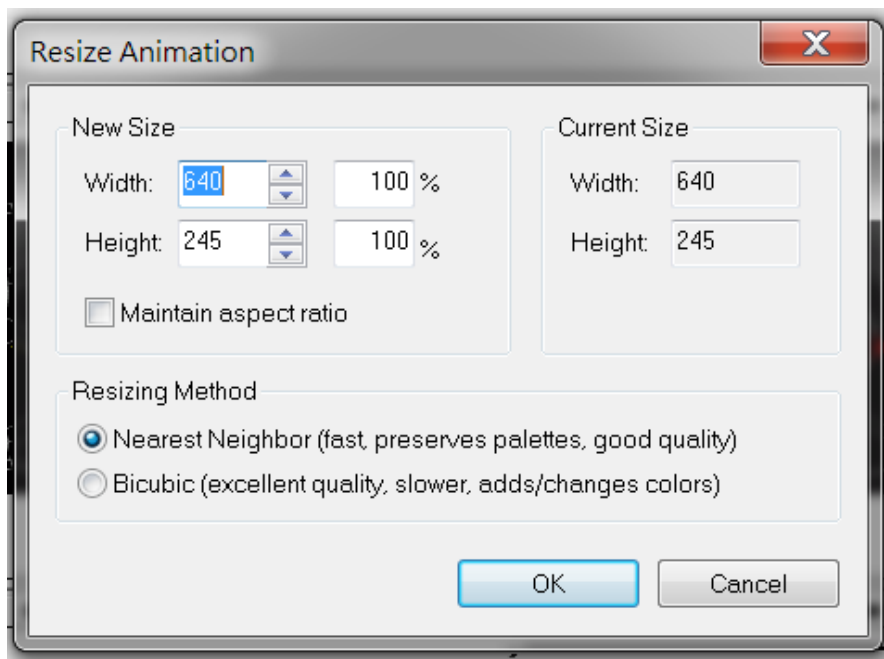 Resize Animation
New Size
Width: 640 100 %
Height: 245 100 %
Maintain aspect ratio
Current Size
Width: 640
Height: 245
Resizing Method
Nearest Neighbor (fast, preserves palettes, good quality)
Bicubic (excellent quality, slower, adds/changes colors)
OK Cancel